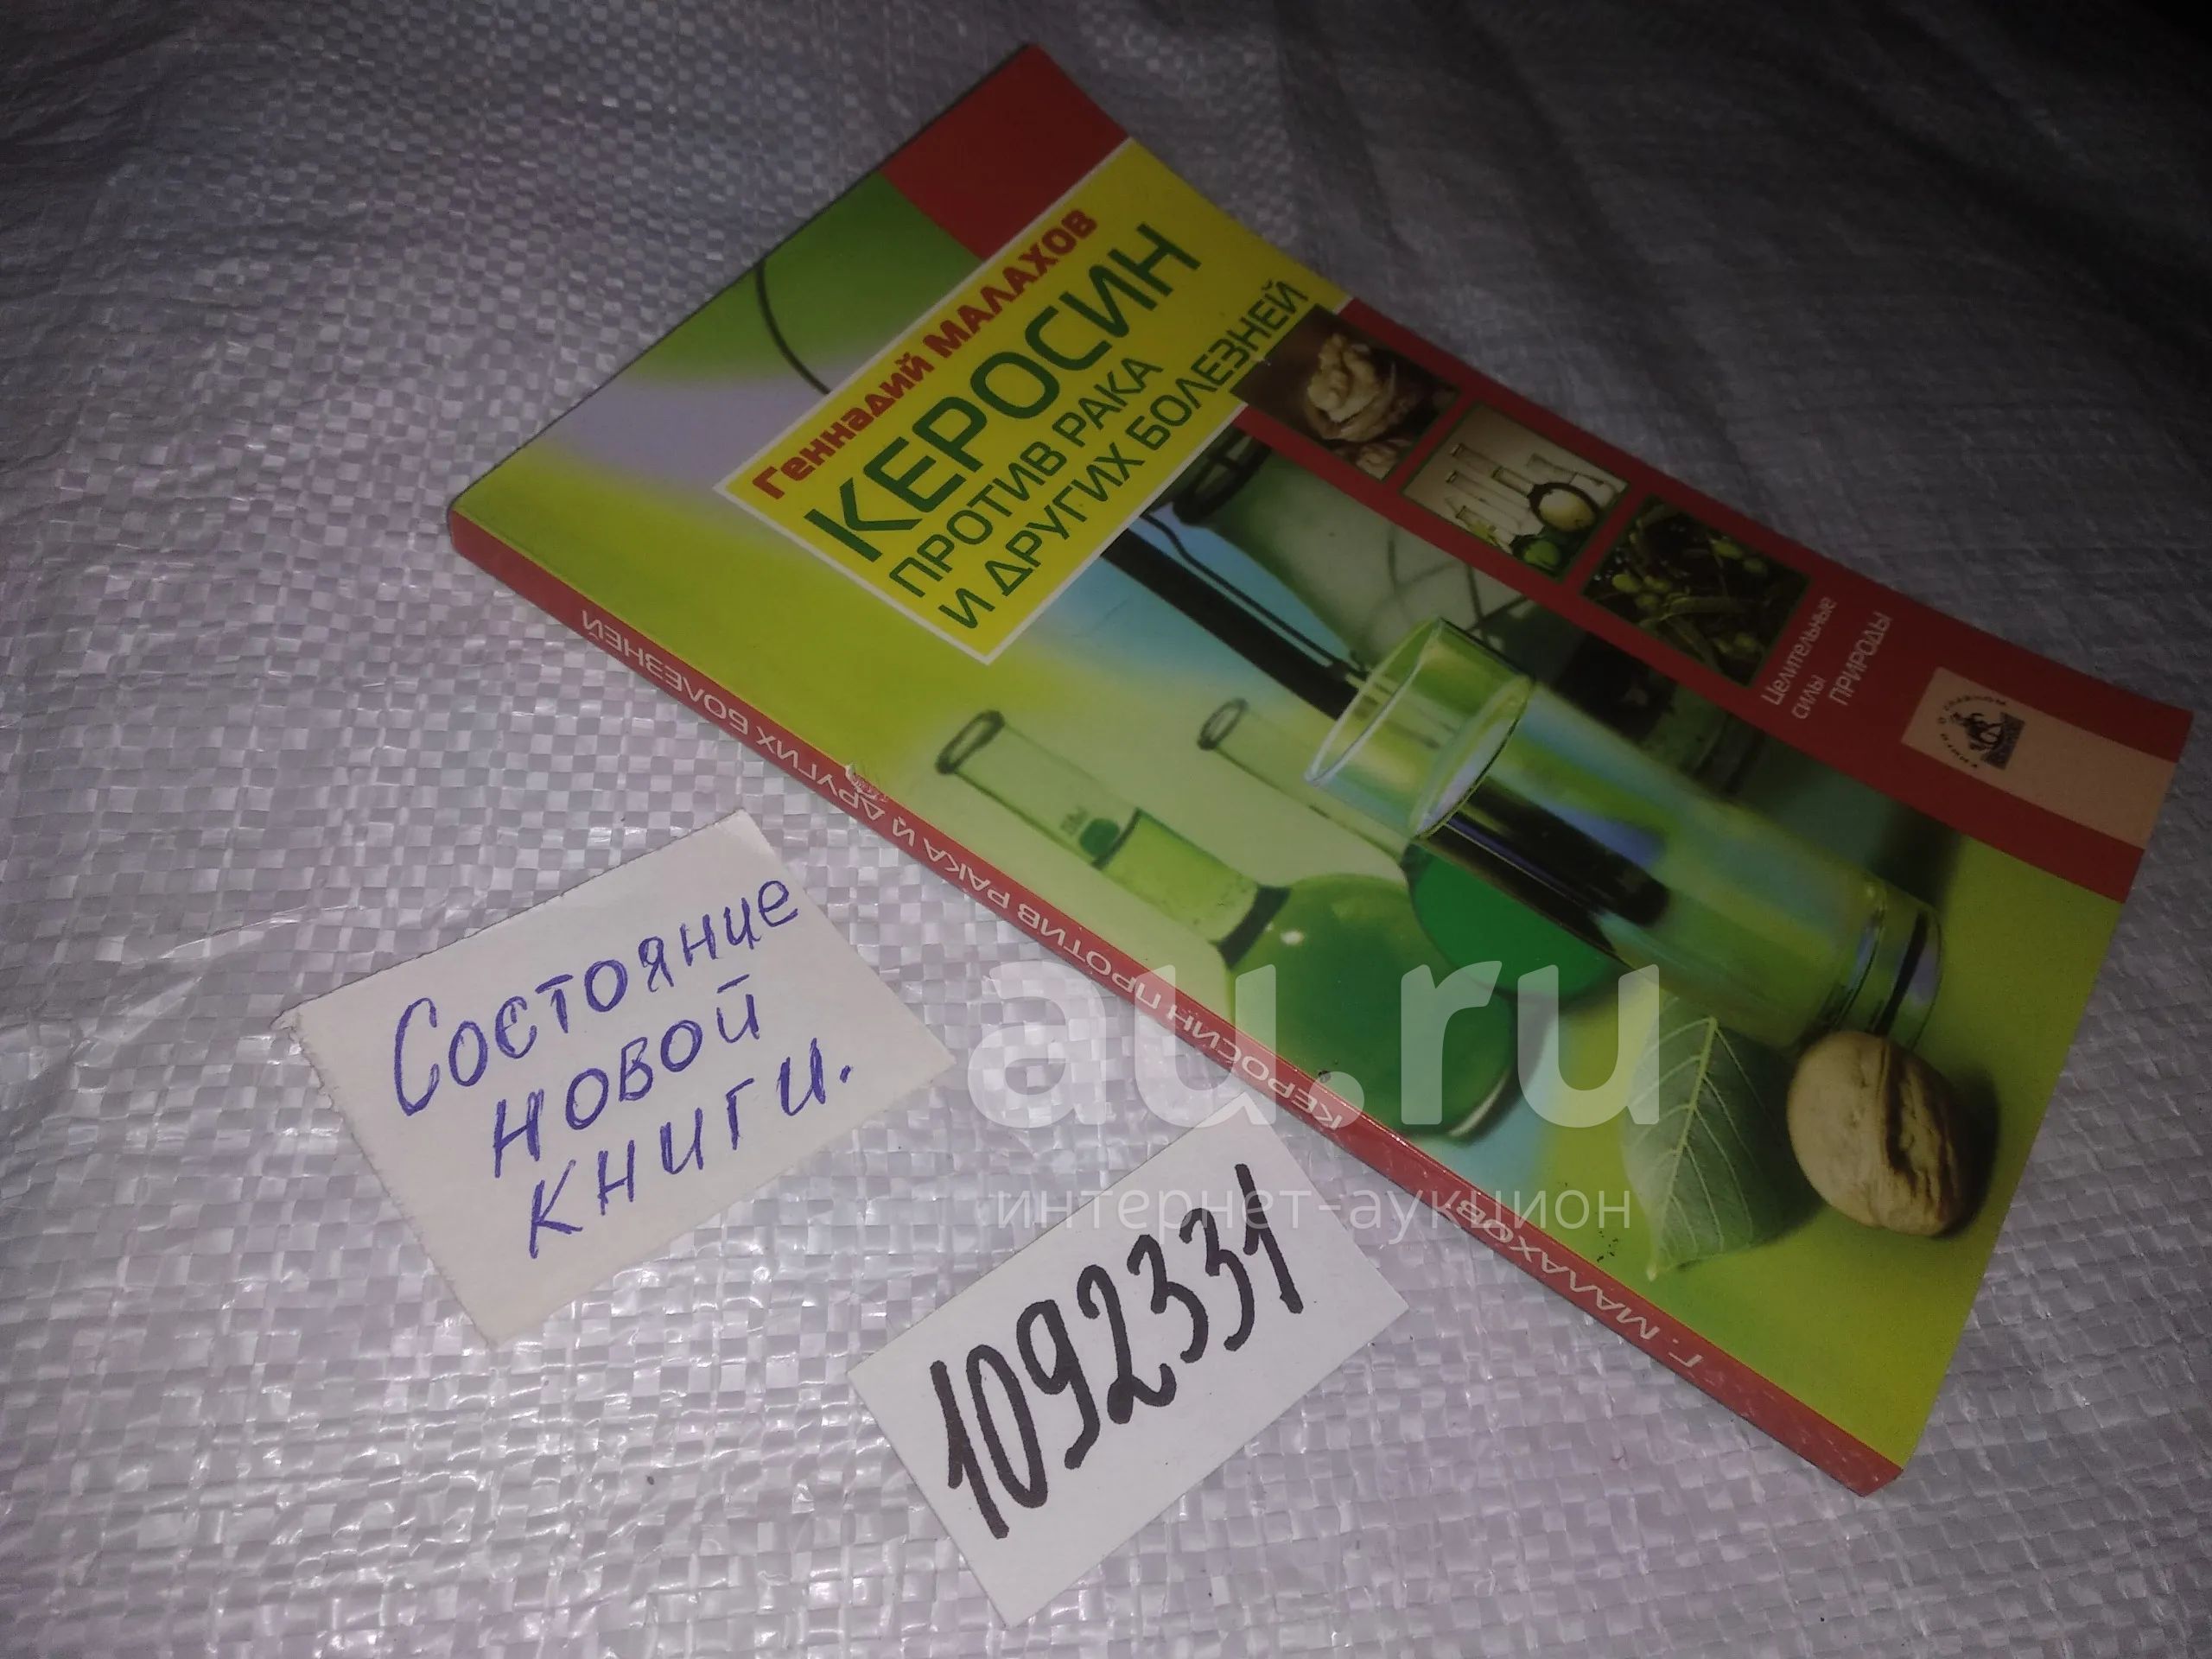 Геннадий МАЛАХОВ
КЕРОСИН
ПРОТИВ РАКА
И ДРУГИХ БОЛЕЗНЕЙ
Целительные
силы
ПРИРОДЫ
Г. МАЛАХОВ КЕРОСИН ПРОТИВ РАКА И ДРУГИХ БОЛЕЗНЕЙ
Состояние
новой
книги.
1092331
au.ru
интернет-аукцион